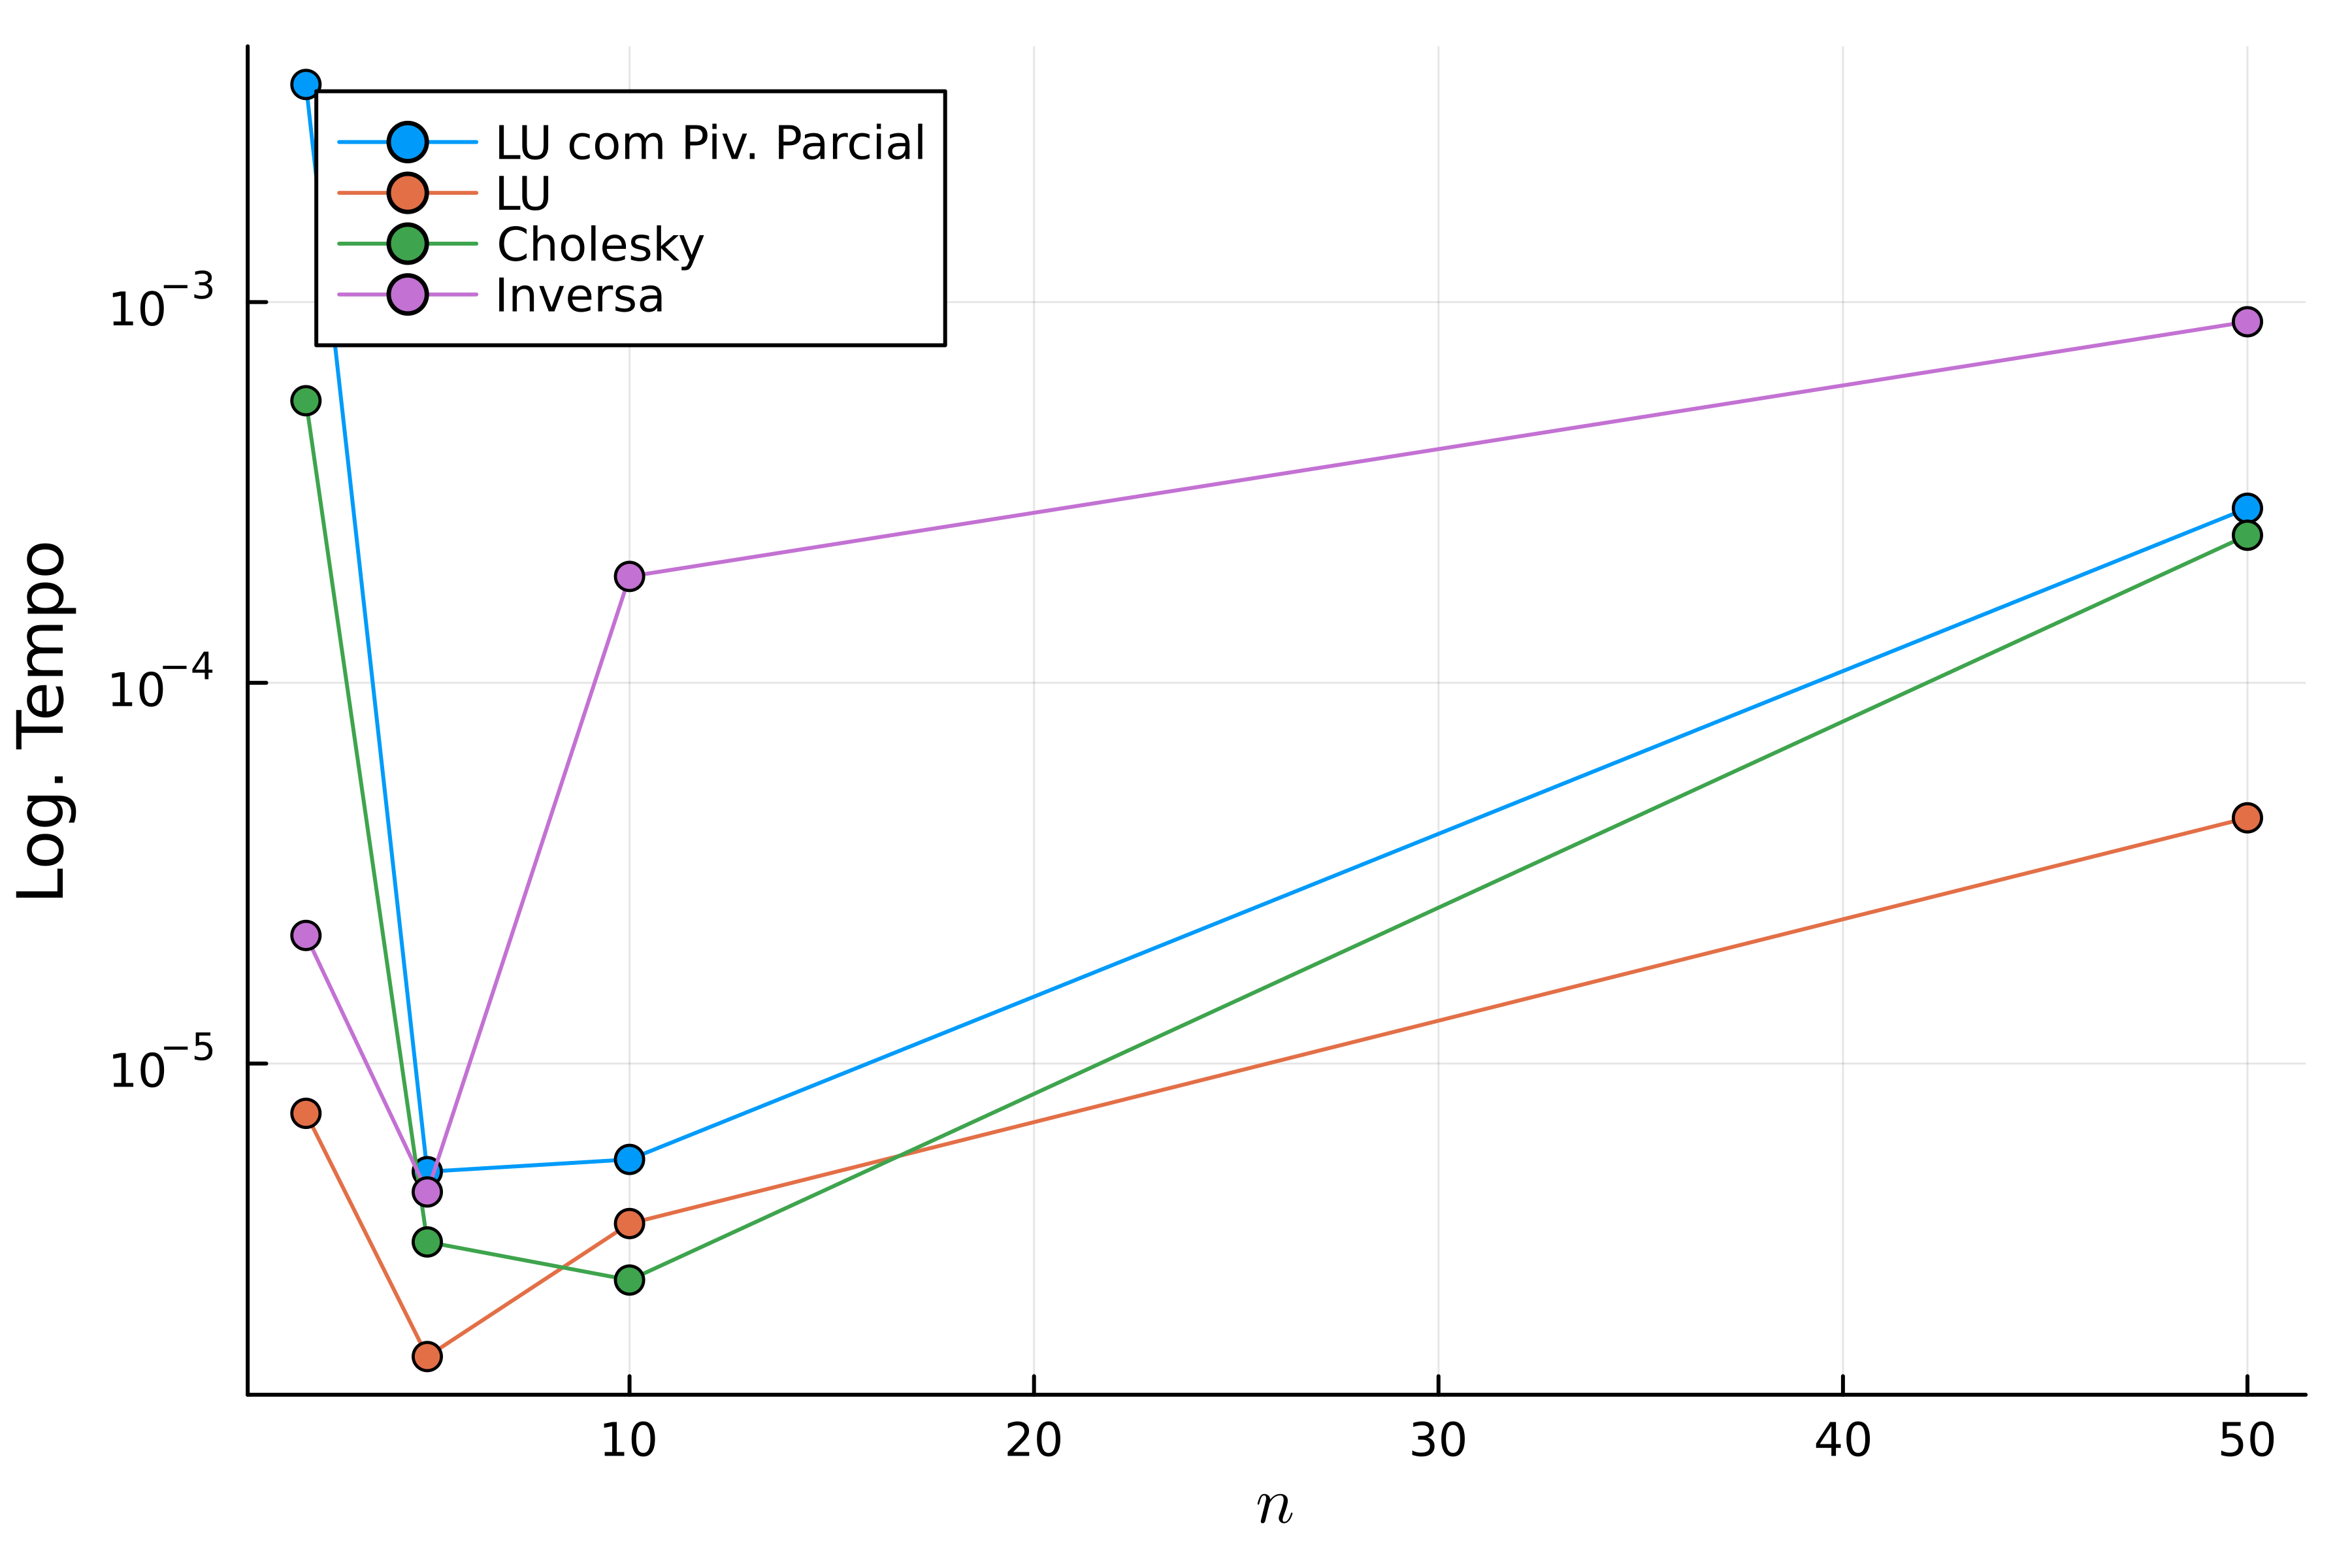 LU com Piv. Parcial
LU
Cholesky
Inversa
10−3
10−4
10−5
Log. Tempo
10 20 30 40 50
n